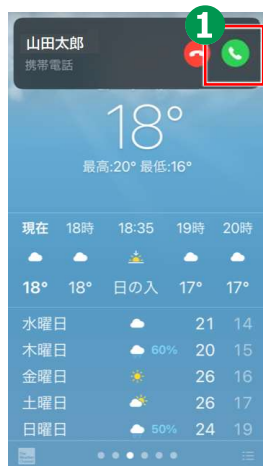 1
山田太郎
携帯電話
18°
最高:20° 最低:16°
現在 18時 18:35 19時 20時
18° 18° 日の入 17° 17°
水曜日 21 14
木曜日 60% 20 15
金曜日 26 16
土曜日 26 17
日曜日 50% 24 19